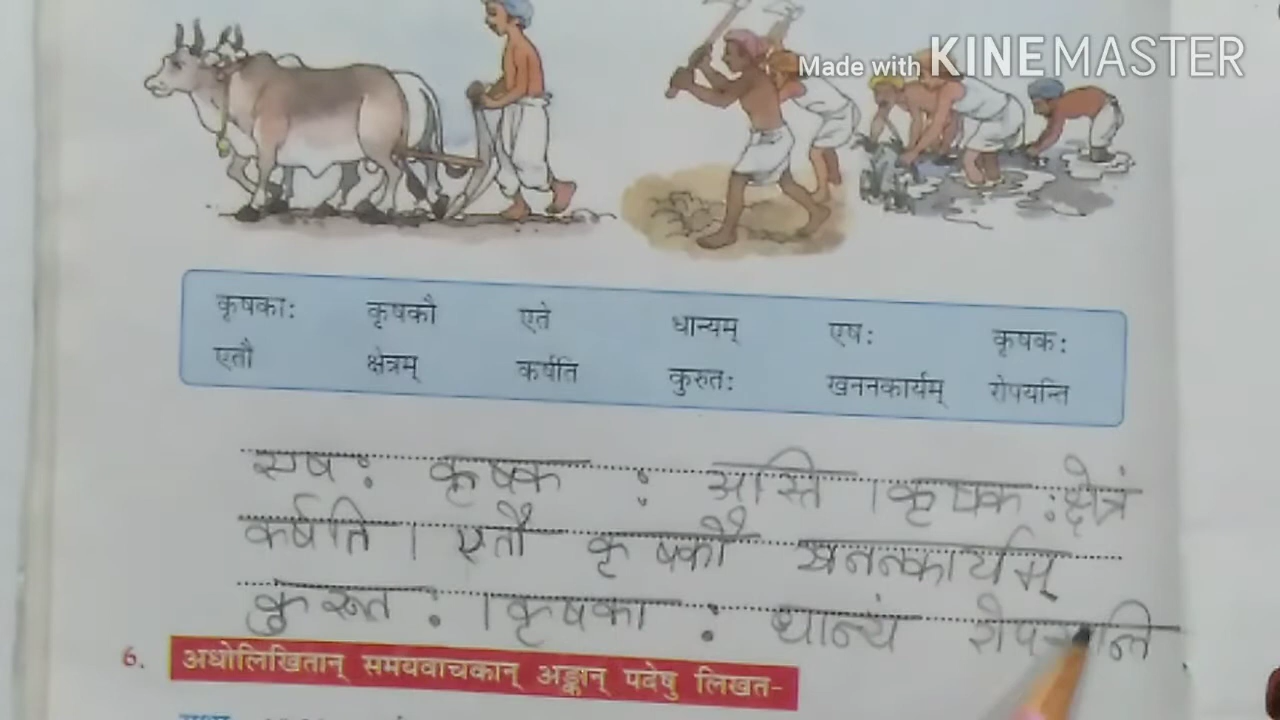 Made with KINEMASTER
कृषकाः कृषकौ एते धान्यम् एषः कृषकः
एतौ क्षेत्रम् कर्षति कुरुतः खननकार्यम् रोपयन्ति
एषः कृषकः अस्ति । कृषकः क्षेत्रं
कर्षति । एतौ कृषकौ खननकार्यम्
कुरूतः । कृषकाः धान्यं
6. अधोलिखितान् समयवाचकान् अङ्कान् पदेषु लिखत-